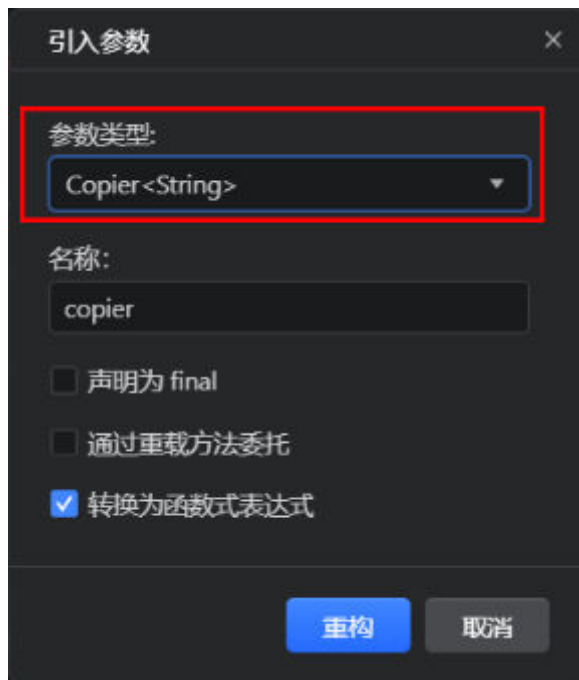 引入参数
参数类型:
Copier<String>
名称:
copier
声明为 final
通过重载方法委托
转换为函数式表达式
重构
取消